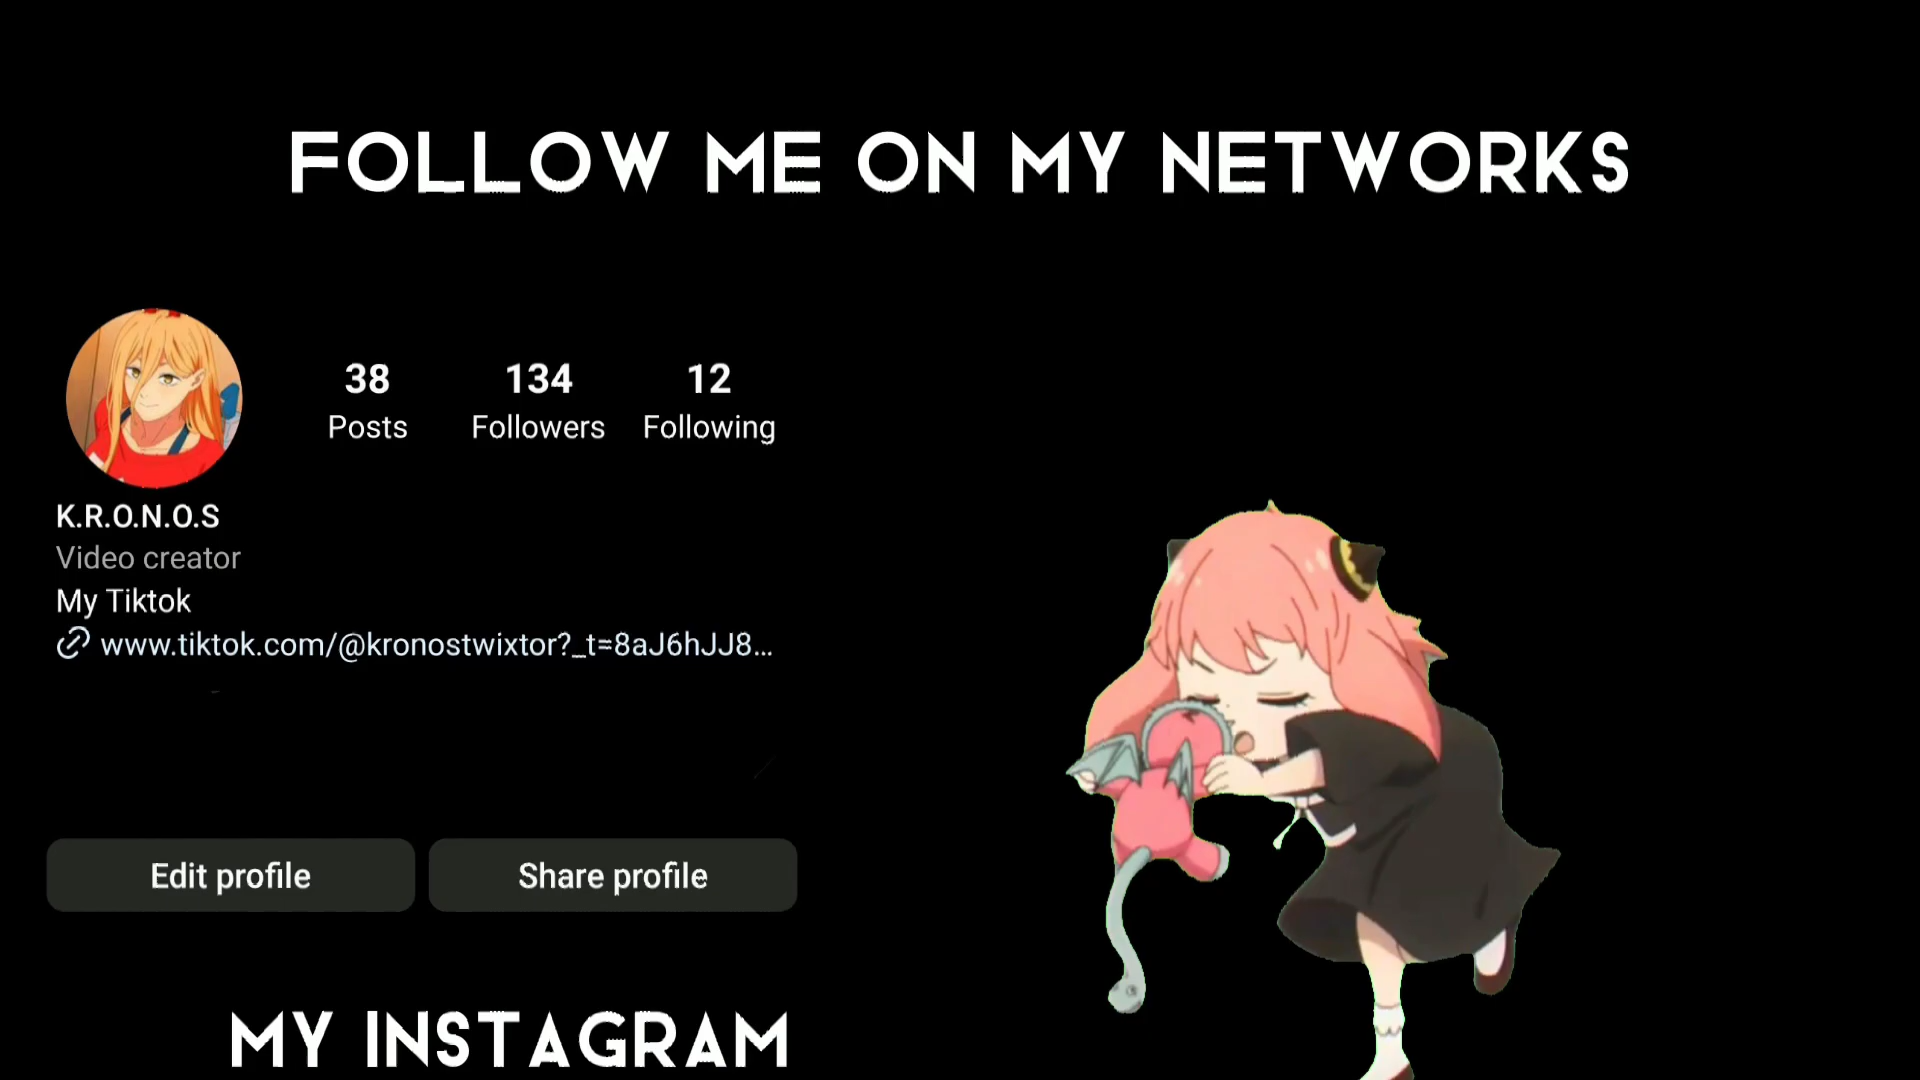 FOLLOW ME ON MY NETWORKS
38 134 12
Posts Followers Following
K.R.O.N.O.S
Video creator
My Tiktok
www.tiktok.com/@kronostwixtor?_t=8aJ6hJJ8...
Edit profile Share profile
MY INSTAGRAM